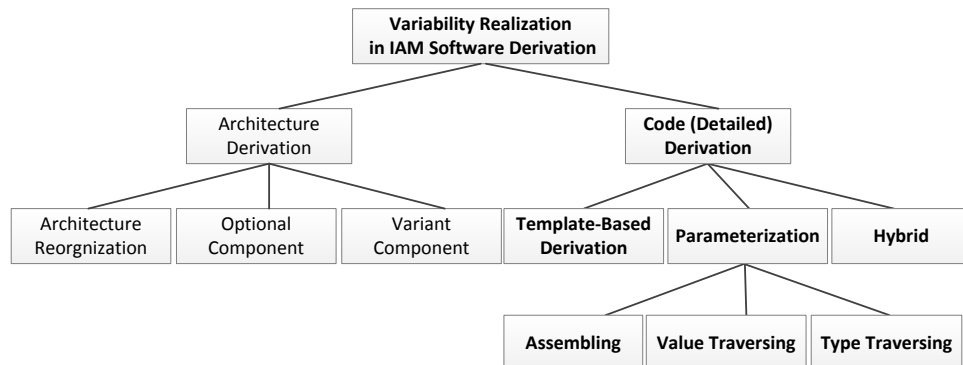 Variability Realization
in IAM Software Derivation
Architecture
Derivation
Code (Detailed)
Derivation
Architecture
Reorgnization
Optional
Component
Variant
Component
Template-Based
Derivation
Parameterization
Hybrid
Assembling
Value Traversing
Type Traversing